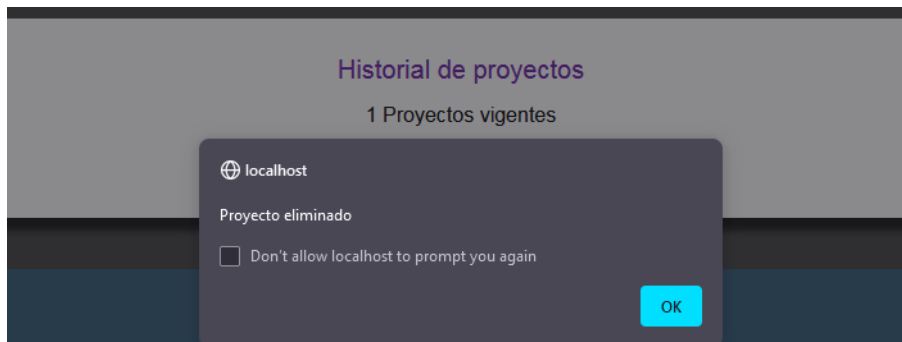 Historial de proyectos
1 Proyectos vigentes
localhost
Proyecto eliminado
Don't allow localhost to prompt you again
OK